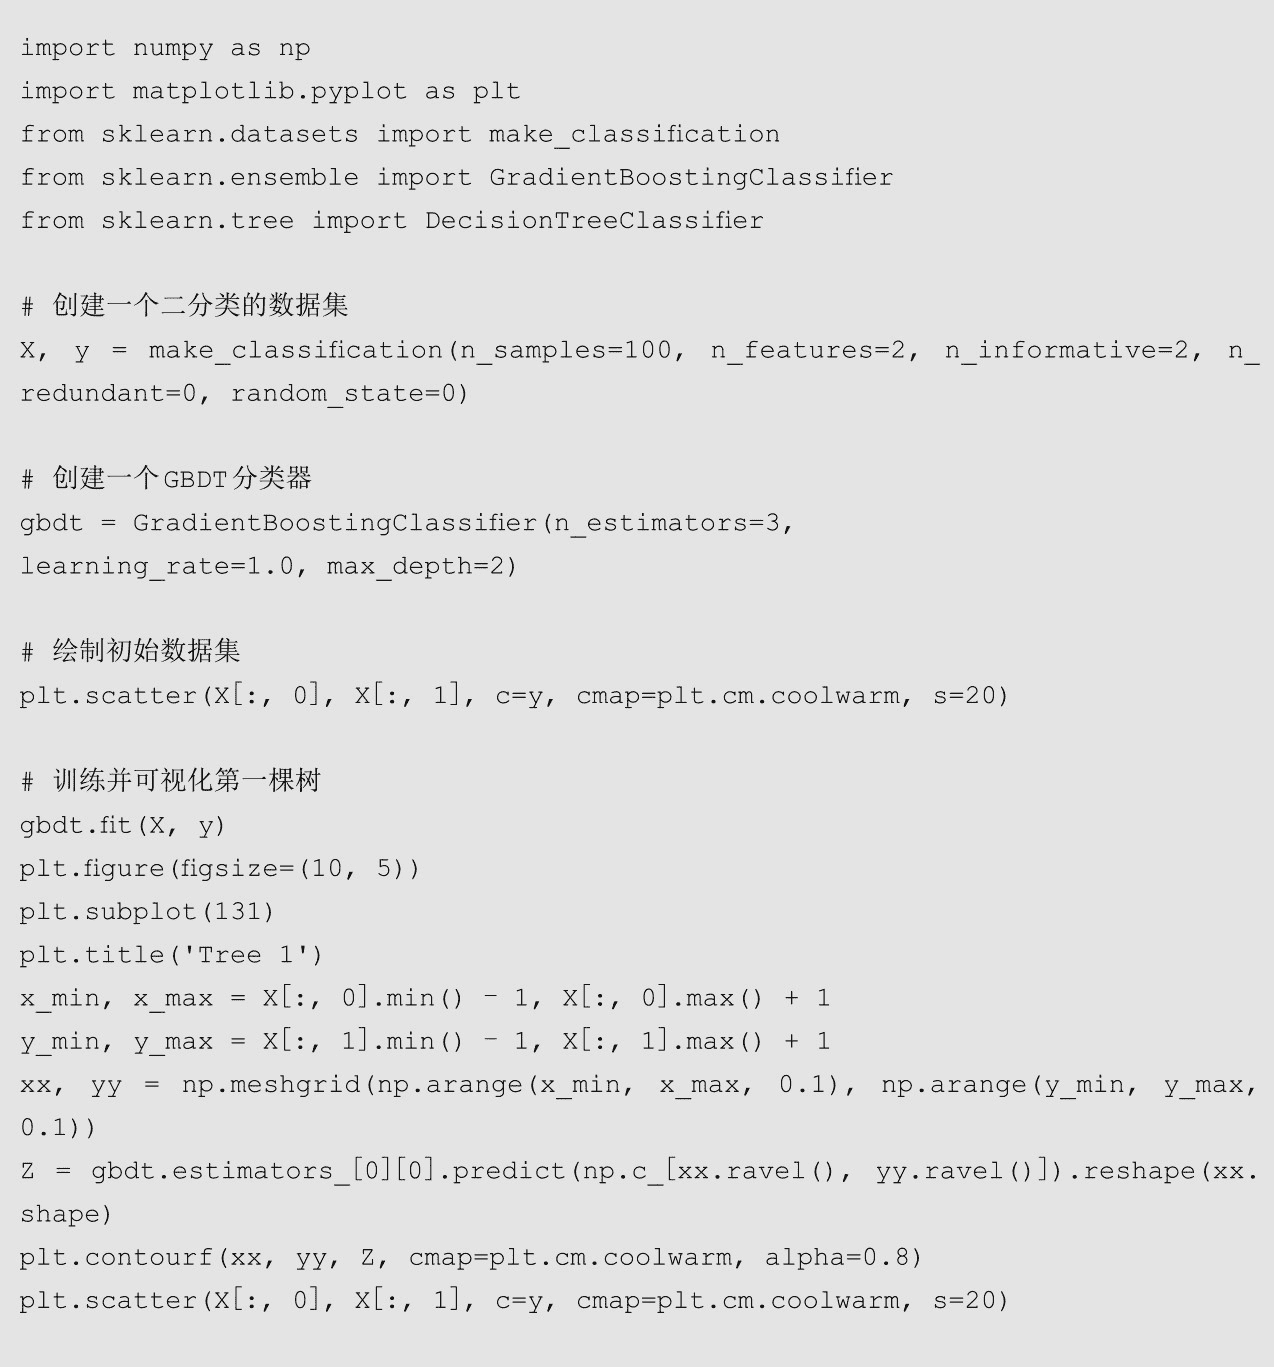 import numpy as np
import matplotlib.pyplot as plt
from sklearn.datasets import make_classification
from sklearn.ensemble import GradientBoostingClassifier
from sklearn.tree import DecisionTreeClassifier
# 创建一个二分类的数据集
X, y = make_classification(n_samples=100, n_features=2, n_informative=2, n_
redundant=0, random_state=0)
# 创建一个GBDT分类器
gbdt = GradientBoostingClassifier(n_estimators=3,
learning_rate=1.0, max_depth=2)
# 绘制初始数据集
plt.scatter(X[:, 0], X[:, 1], c=y, cmap=plt.cm.coolwarm, s=20)
# 训练并可视化第一棵树
gbdt.fit(X, y)
plt.figure(figsize=(10, 5))
plt.subplot(131)
plt.title('Tree 1')
x_min, x_max = X[:, 0].min() - 1, X[:, 0].max() + 1
y_min, y_max = X[:, 1].min() - 1, X[:, 1].max() + 1
xx, yy = np.meshgrid(np.arange(x_min, x_max, 0.1), np.arange(y_min, y_max,
0.1))
Z = gbdt.estimators_[0][0].predict(np.c_[xx.ravel(), yy.ravel()]).reshape(xx.
shape)
plt.contourf(xx, yy, Z, cmap=plt.cm.coolwarm, alpha=0.8)
plt.scatter(X[:, 0], X[:, 1], c=y, cmap=plt.cm.coolwarm, s=20)